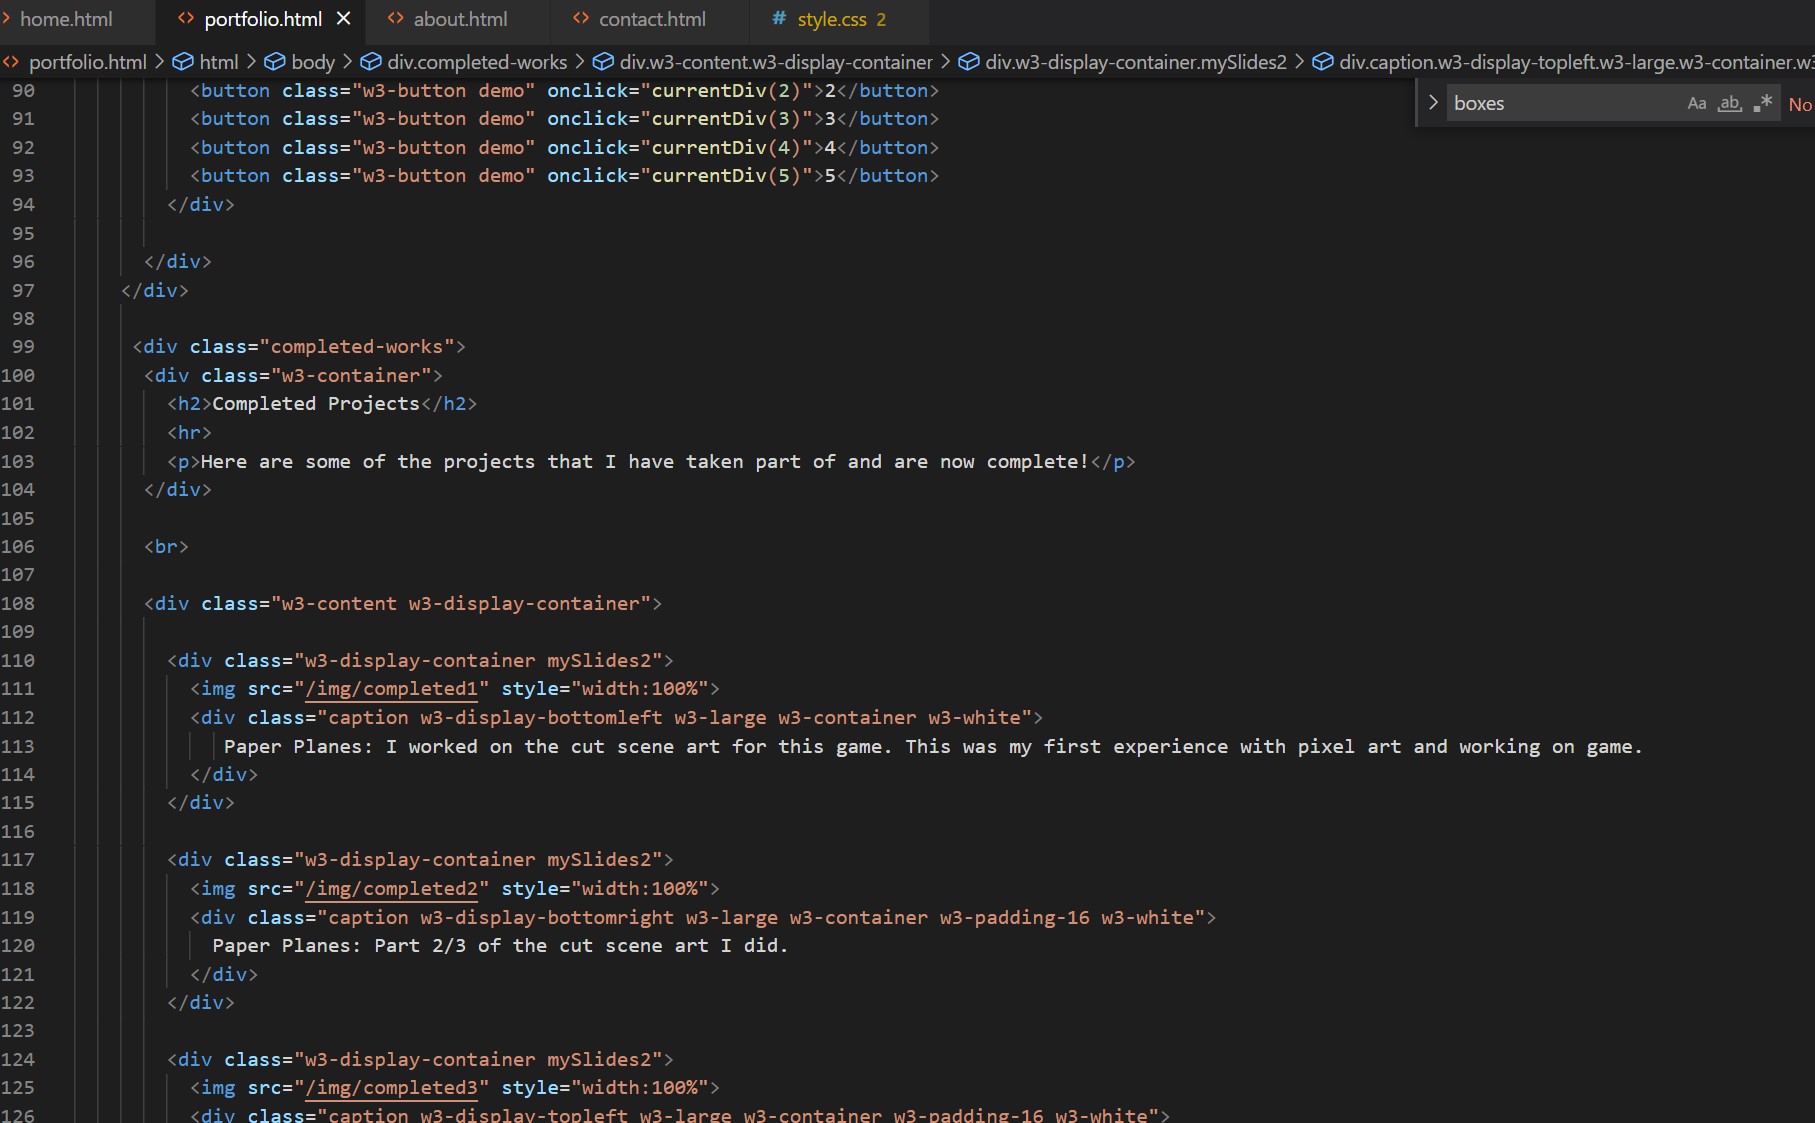 home.html portfolio.html about.html contact.html # style.css 2
portfolio.html > html > body > div.completed-works > div.w3-content.w3-display-container > div.w3-display-container.mySlides2 > div.caption.w3-display-topleft.w3-large.w3-container.w3
boxes Aa ab .* No
90 <button class="w3-button demo" onclick="currentDiv(2)">2</button>
91 <button class="w3-button demo" onclick="currentDiv(3)">3</button>
92 <button class="w3-button demo" onclick="currentDiv(4)">4</button>
93 <button class="w3-button demo" onclick="currentDiv(5)">5</button>
94 </div>
95
96 </div>
97 </div>
98
99 <div class="completed-works">
100 <div class="w3-container">
101 <h2>Completed Projects</h2>
102 <hr>
103 <p>Here are some of the projects that I have taken part of and are now complete!</p>
104 </div>
105
106 <br>
107
108 <div class="w3-content w3-display-container">
109
110 <div class="w3-display-container mySlides2">
111 <img src="/img/completed1" style="width:100%">
112 <div class="caption w3-display-bottomleft w3-large w3-container w3-white">
113 Paper Planes: I worked on the cut scene art for this game. This was my first experience with pixel art and working on game.
114 </div>
115 </div>
116
117 <div class="w3-display-container mySlides2">
118 <img src="/img/completed2" style="width:100%">
119 <div class="caption w3-display-bottomright w3-large w3-container w3-padding-16 w3-white">
120 Paper Planes: Part 2/3 of the cut scene art I did.
121 </div>
122 </div>
123
124 <div class="w3-display-container mySlides2">
125 <img src="/img/completed3" style="width:100%">
126 <div class="caption w3-display-topleft w3-large w3-container w3-padding-16 w3-white">